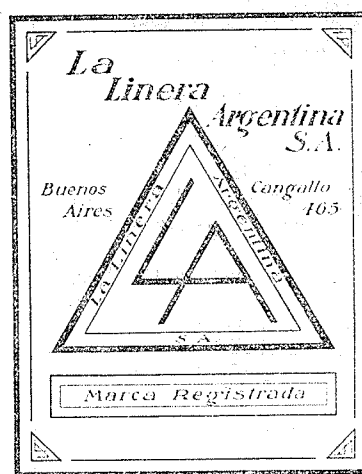 La
Linera
Argentina
S.A.
Buenos
Aires
Cangallo
465
La Linera
Argentina
S A
Marca Registrada